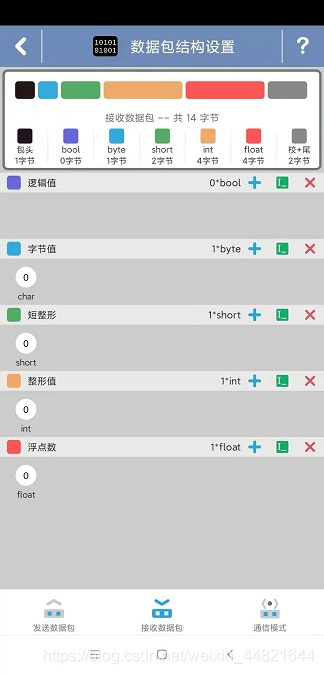 10101
01001
数据包结构设置
?
接收数据包 -- 共 14 字节
包头 bool byte short int float 校+尾
1字节 0字节 1字节 2字节 4字节 4字节 2字节
逻辑值 0*bool
字节值 1*byte
0
char
短整形 1*short
0
short
整形值 1*int
0
int
浮点数 1*float
0
float
发送数据包 接收数据包 通信模式
https://blog.csdn.net/weixin_44821644